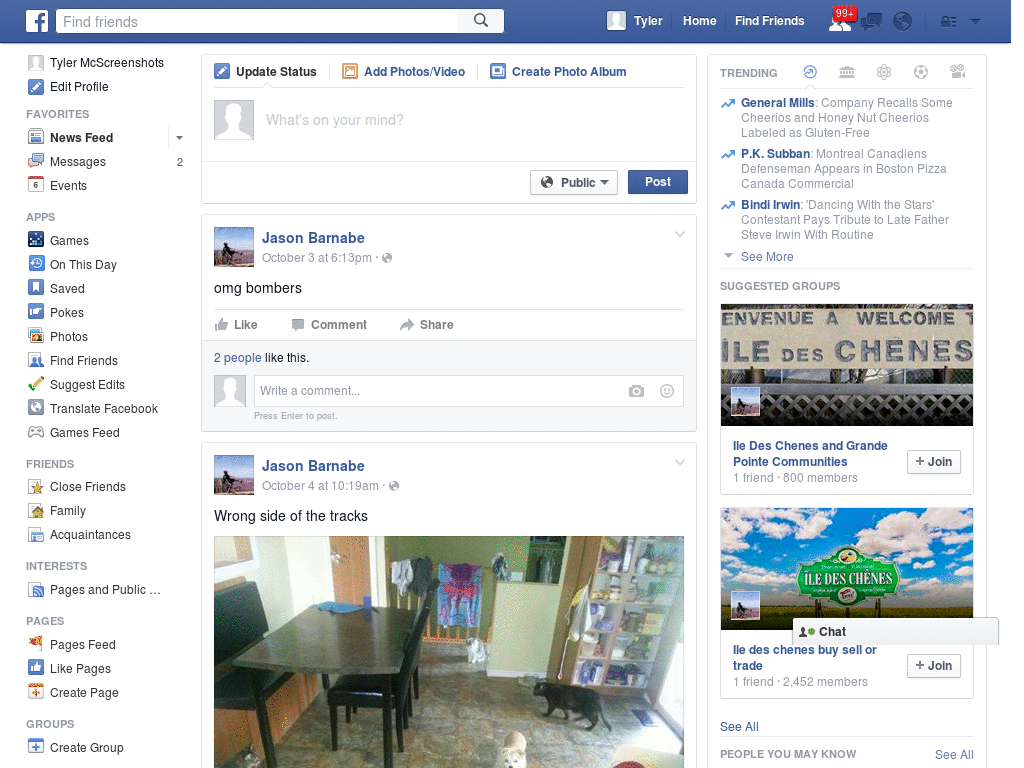 f
Find friends
Tyler
Home
Find Friends
99+
Tyler McScreenshots
Edit Profile
FAVORITES
News Feed
Messages 2
6
Events
APPS
Games
On This Day
Saved
Pokes
Photos
Find Friends
Suggest Edits
Translate Facebook
Games Feed
FRIENDS
Close Friends
Family
Acquaintances
INTERESTS
Pages and Public ...
PAGES
Pages Feed
Like Pages
Create Page
GROUPS
Create Group
Update Status
Add Photos/Video
Create Photo Album
What's on your mind?
Public
Post
Jason Barnabe
October 3 at 6:13pm ·
omg bombers
Like
Comment
Share
2 people like this.
Write a comment...
Press Enter to post.
Jason Barnabe
October 4 at 10:19am ·
Wrong side of the tracks
TRENDING
General Mills: Company Recalls Some
Cheerios and Honey Nut Cheerios
Labeled as Gluten-Free
P.K. Subban: Montreal Canadiens
Defenseman Appears in Boston Pizza
Canada Commercial
Bindi Irwin: 'Dancing With the Stars'
Contestant Pays Tribute to Late Father
Steve Irwin With Routine
See More
SUGGESTED GROUPS
ENVENUE A WELCOME T
ILE DES CHENES
Ile Des Chenes and Grande
Pointe Communities
1 friend · 800 members
+ Join
ÎLE DES CHÊNES
Chat
Ile des chenes buy sell or
trade
1 friend · 2,452 members
+ Join
See All
PEOPLE YOU MAY KNOW
See All